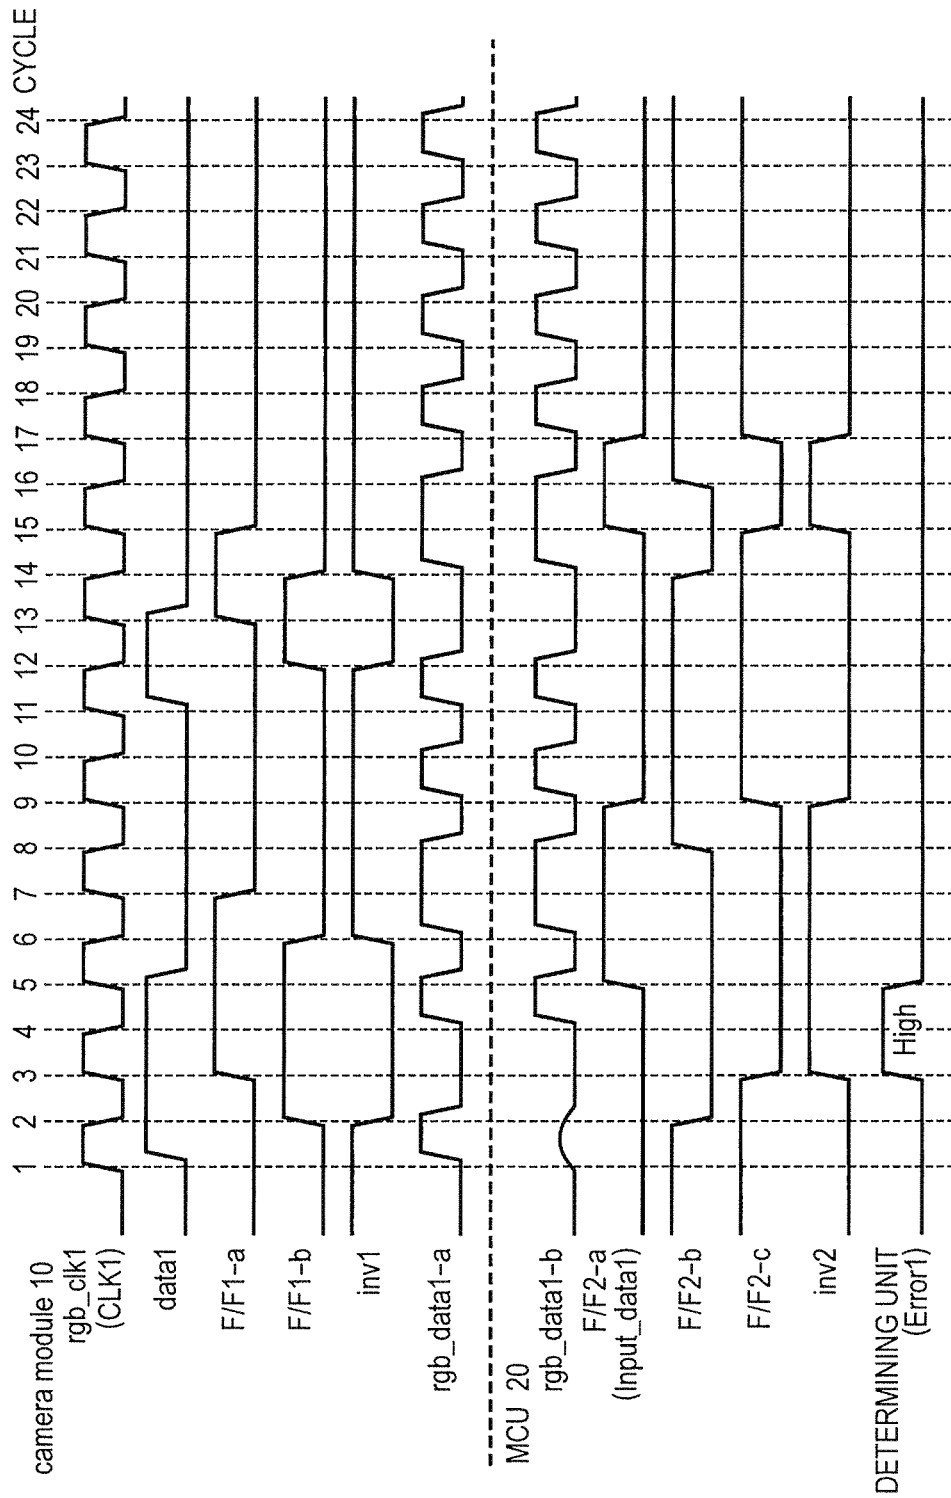 1 2 3 4 5 6 7 8 9 10 11 12 13 14 15 16 17 18 19 20 21 22 23 24 CYCLE
camera module 10
rgb_clk1
(CLK1)
data1
F/F1-a
F/F1-b
inv1
rgb_data1-a
MCU 20
rgb_data1-b
F/F2-a
(Input_data1)
F/F2-b
F/F2-c
inv2
DETERMINING UNIT
(Error1)
High